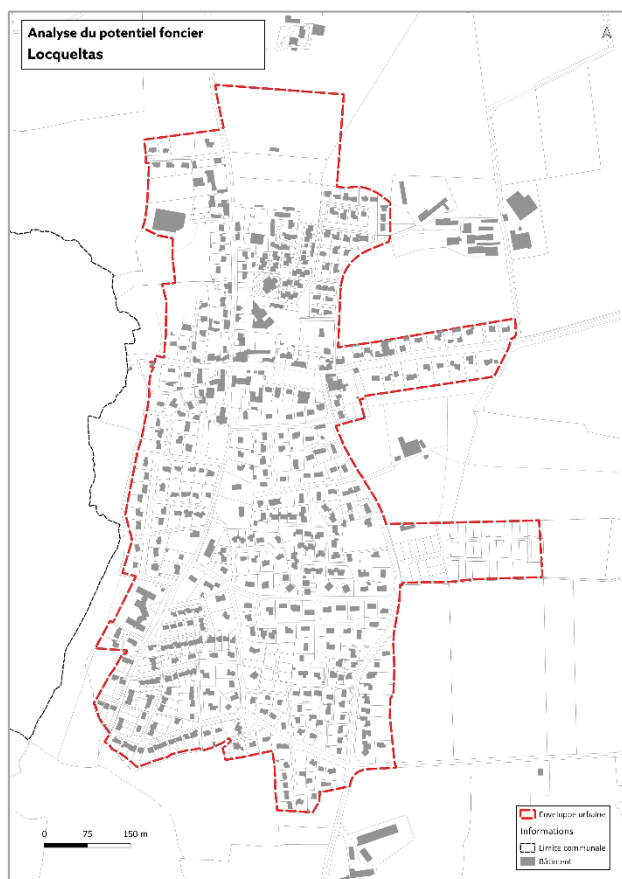 Analyse du potentiel foncier
Locqueltas
0 75 150 m
Enveloppe urbaine
Informations
Limite communale
Bâtiment